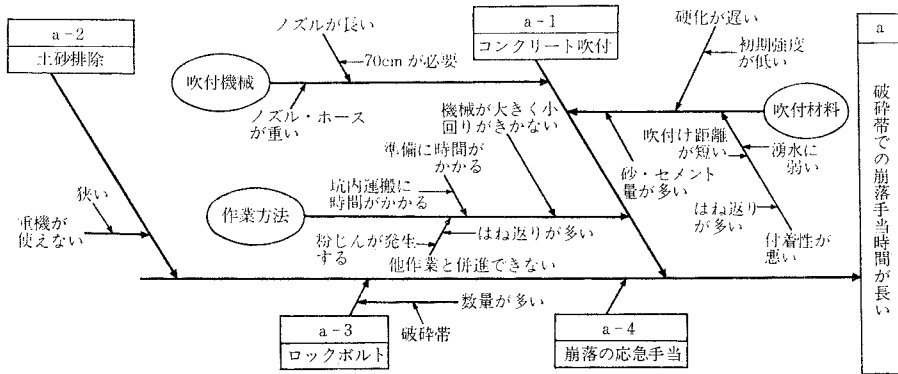 a-2
土砂排除
ノズルが長い
70cmが必要
吹付機械
ノズル・ホース
が重い
a-1
コンクリート吹付
硬化が遅い
初期強度
が低い
吹付材料
吹付け距離
が短い
湧水に
弱い
砂・セメント
量が多い
はね返り
が多い
付着性が
悪い
機械が大きく小
回りがきかない
準備に時間が
かかる
坑内運搬に
時間がかかる
作業方法
粉じんが発生
する
はね返りが多い
他作業と併進できない
狭い
重機が
使えない
数量が多い
破砕帯
a-3
ロックボルト
a-4
崩落の応急手当
a
破砕帯での崩落手当時間が長い